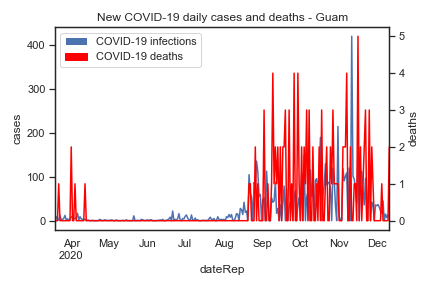 New COVID-19 daily cases and deaths - Guam
COVID-19 infections
COVID-19 deaths
cases
400
300
200
100
0
deaths
5
4
3
2
1
0
Apr May Jun Jul Aug Sep Oct Nov Dec
2020
dateRep